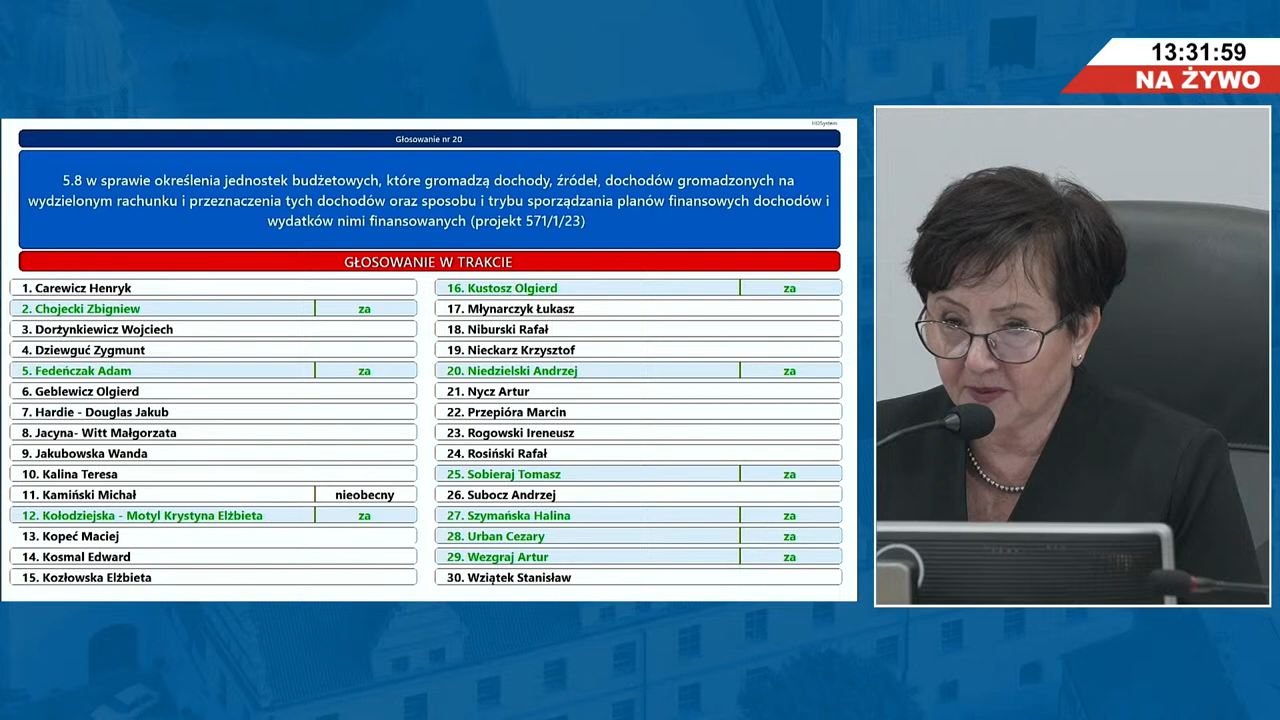 13:31:59
NA ŻYWO
Głosowanie nr 20
5.8 w sprawie określenia jednostek budżetowych, które gromadzą dochody, źródeł, dochodów gromadzonych na
wydzielonym rachunku i przeznaczenia tych dochodów oraz sposobu i trybu sporządzania planów finansowych dochodów i
wydatków nimi finansowanych (projekt 571/1/23)
GŁOSOWANIE W TRAKCIE
1. Carewicz Henryk
2. Chojecki Zbigniew za
3. Dorżynkiewicz Wojciech
4. Dziewguć Zygmunt
5. Fedeńczak Adam za
6. Geblewicz Olgierd
7. Hardie - Douglas Jakub
8. Jacyna- Witt Małgorzata
9. Jakubowska Wanda
10. Kalina Teresa
11. Kamiński Michał nieobecny
12. Kołodziejska - Motyl Krystyna Elżbieta za
13. Kopeć Maciej
14. Kosmal Edward
15. Kozłowska Elżbieta
16. Kustosz Olgierd za
17. Młynarczyk Łukasz
18. Niburski Rafał
19. Nieckarz Krzysztof
20. Niedzielski Andrzej za
21. Nycz Artur
22. Przepióra Marcin
23. Rogowski Ireneusz
24. Rosiński Rafał
25. Sobieraj Tomasz za
26. Subocz Andrzej
27. Szymańska Halina za
28. Urban Cezary za
29. Wezgraj Artur za
30. Wziątek Stanisław